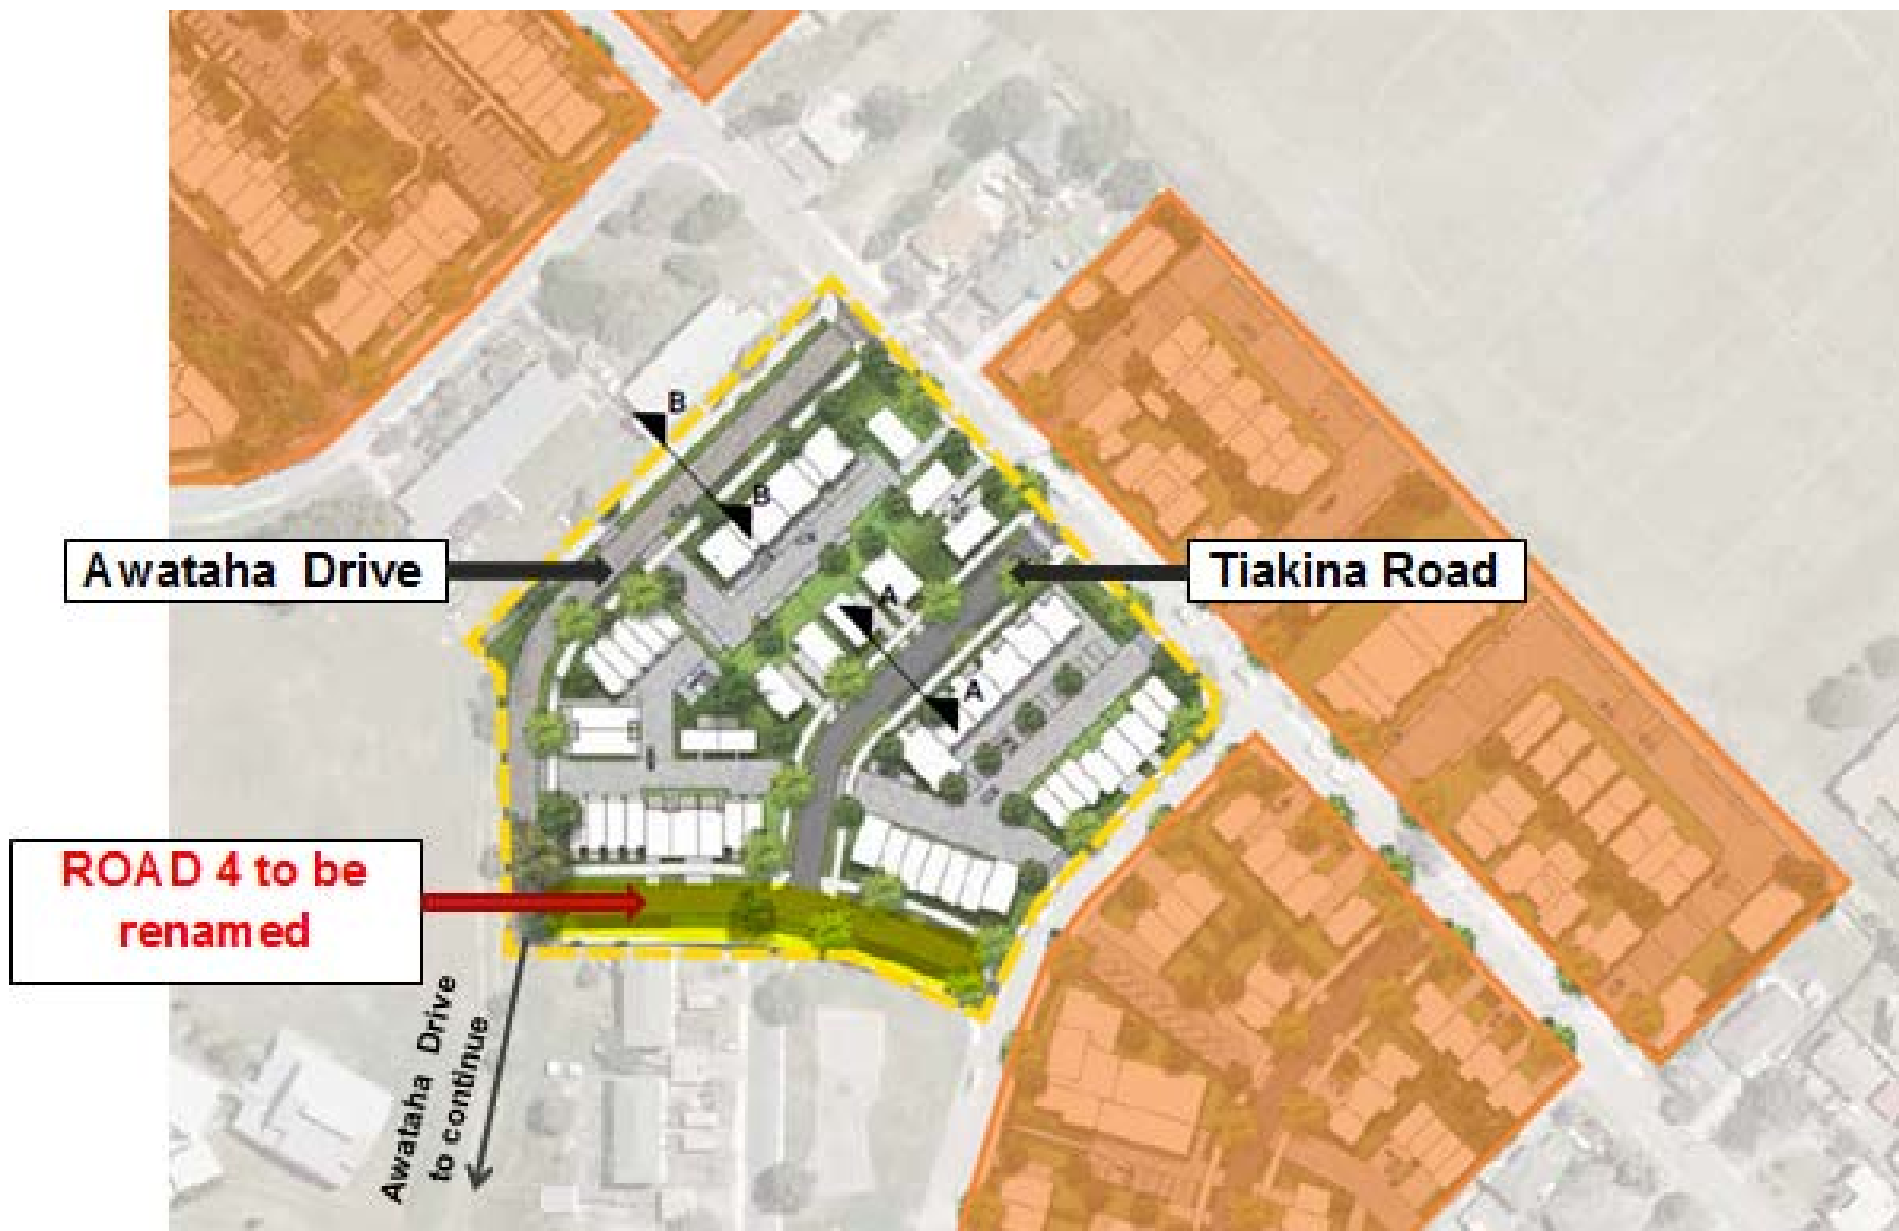 B
B
Awataha Drive
Tiakina Road
A
A
ROAD 4 to be
renamed
Awataha Drive
to continue